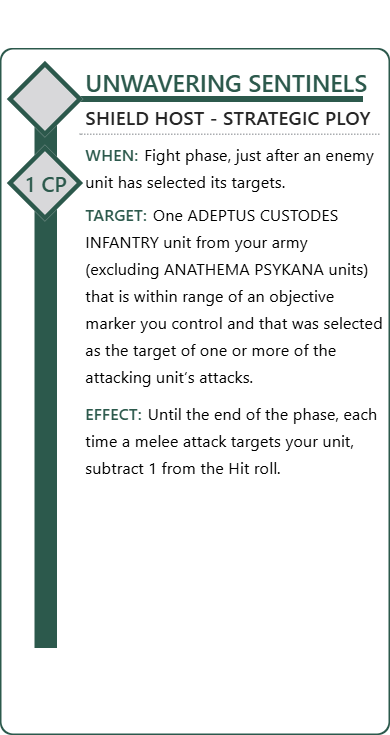 UNWAVERING SENTINELS
SHIELD HOST - STRATEGIC PLOY
WHEN: Fight phase, just after an enemy
1 CP
unit has selected its targets.
TARGET: One ADEPTUS CUSTODES
INFANTRY unit from your army
(excluding ANATHEMA PSYKANA units)
that is within range of an objective
marker you control and that was selected
as the target of one or more of the
attacking unit's attacks.
EFFECT: Until the end of the phase, each
time a melee attack targets your unit,
subtract 1 from the Hit roll.